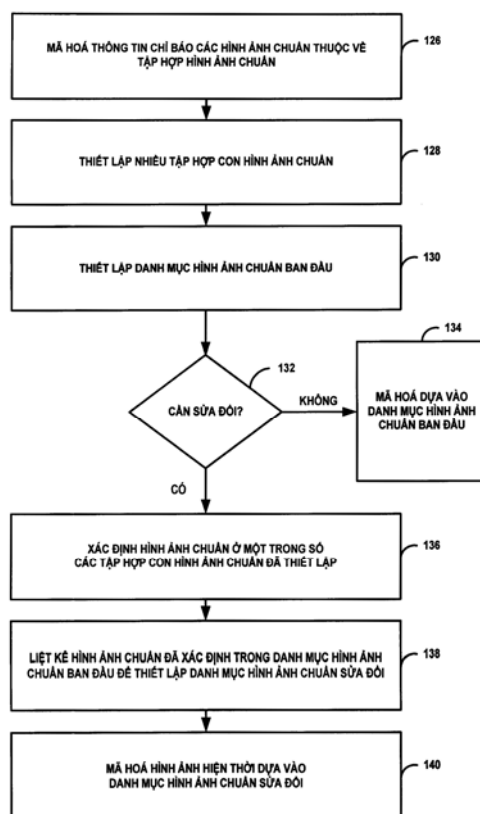 MÃ HOÁ THÔNG TIN CHỈ BÁO CÁC HÌNH ẢNH CHUẨN THUỘC VỀ
TẬP HỢP HÌNH ẢNH CHUẨN
126
THIẾT LẬP NHIỀU TẬP HỢP CON HÌNH ẢNH CHUẨN
128
THIẾT LẬP DANH MỤC HÌNH ẢNH CHUẨN BAN ĐẦU
130
CẦN SỬA ĐỔI?
132
KHÔNG
134
MÃ HOÁ DỰA VÀO
DANH MỤC HÌNH ẢNH
CHUẨN BAN ĐẦU
CÓ
XÁC ĐỊNH HÌNH ẢNH CHUẨN Ở MỘT TRONG SỐ
CÁC TẬP HỢP CON HÌNH ẢNH CHUẨN ĐÃ THIẾT LẬP
136
LIỆT KÊ HÌNH ẢNH CHUẨN ĐÃ XÁC ĐỊNH TRONG DANH MỤC HÌNH ẢNH
CHUẨN BAN ĐẦU ĐỂ THIẾT LẬP DANH MỤC HÌNH ẢNH CHUẨN SỬA ĐỔI
138
MÃ HOÁ HÌNH ẢNH HIỆN THỜI DỰA VÀO
DANH MỤC HÌNH ẢNH CHUẨN SỬA ĐỔI
140